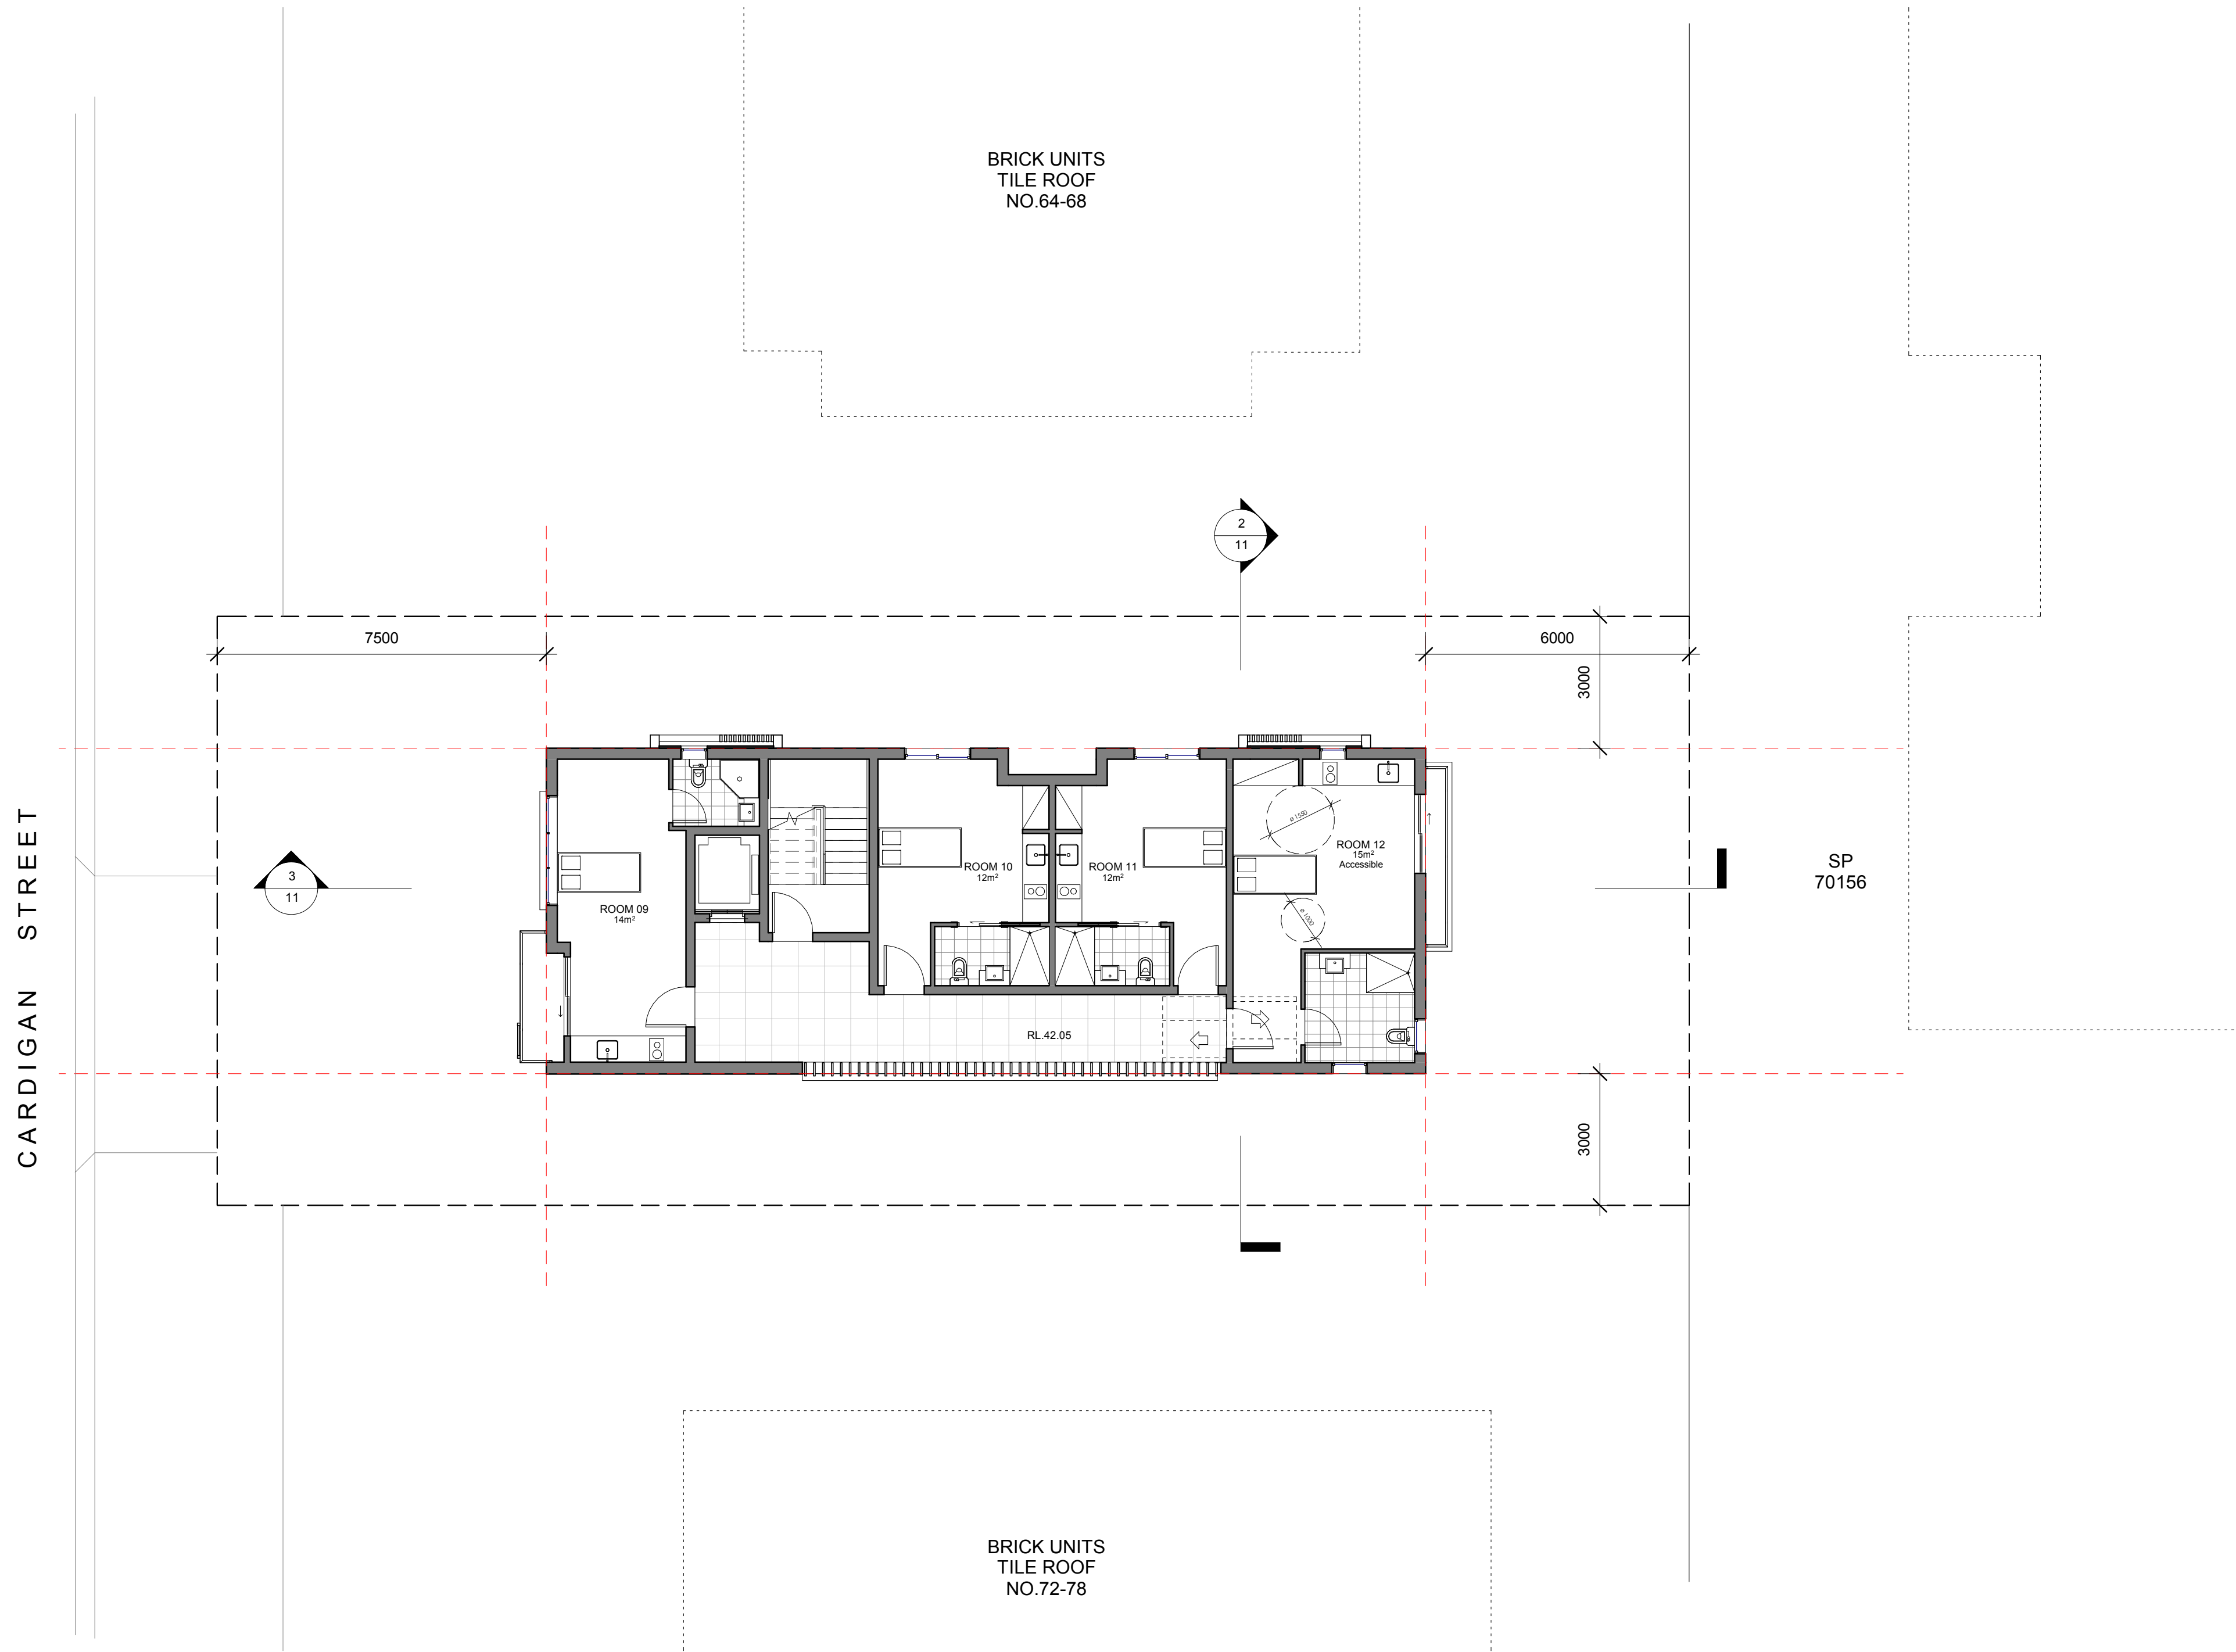 BRICK UNITS
TILE ROOF
NO.64-68
2
11
7500
6000
3000
ø 1550
ROOM 12
15m²
Accessible
ROOM 10
12m²
ROOM 11
12m²
SP
70156
3
11
ROOM 09
14m²
ø 1000
CARDIGAN STREET
RL.42.05
3000
BRICK UNITS
TILE ROOF
NO.72-78